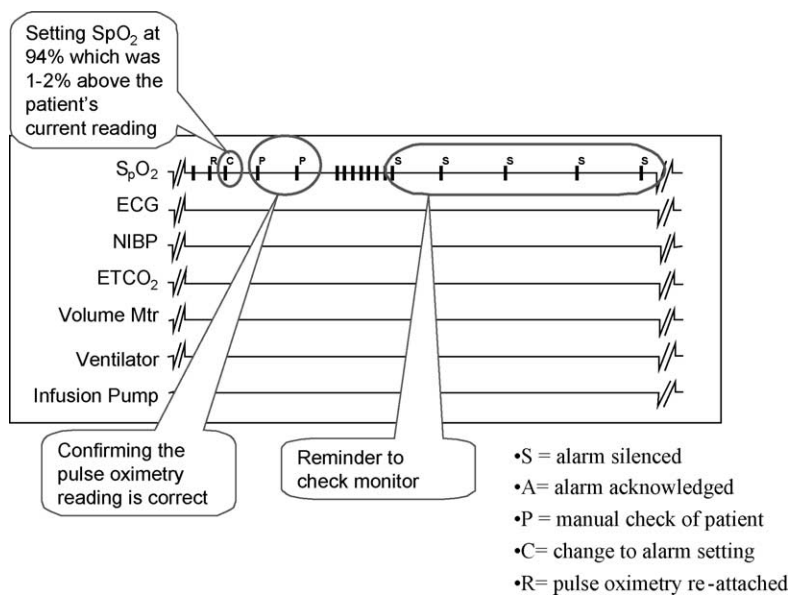 Setting SpO₂ at
94% which was
1-2% above the
patient's
current reading
R C P P S S S S S
SₚO₂
ECG
NIBP
ETCO₂
Volume Mtr
Ventilator
Infusion Pump
Confirming the
pulse oximetry
reading is correct
Reminder to
check monitor
•S = alarm silenced
•A= alarm acknowledged
•P = manual check of patient
•C= change to alarm setting
•R= pulse oximetry re-attached